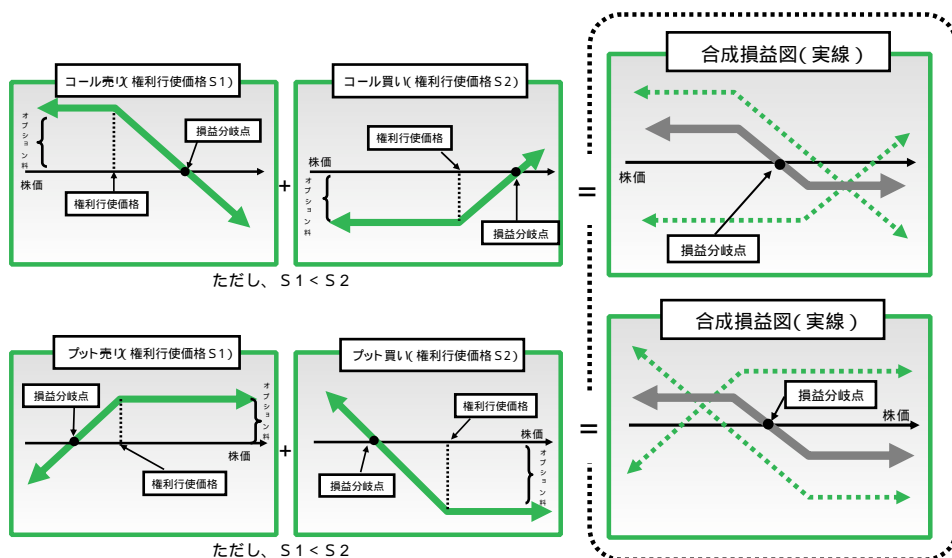 コール売り(権利行使価格S1)
オプション料
損益分岐点
株価
権利行使価格
+
コール買い(権利行使価格S2)
権利行使価格
株価
オプション料
損益分岐点
ただし、S1<S2
=
合成損益図(実線)
株価
損益分岐点
プット売り(権利行使価格S1)
損益分岐点
オプション料
株価
権利行使価格
+
プット買い(権利行使価格S2)
権利行使価格
株価
オプション料
損益分岐点
ただし、S1<S2
=
合成損益図(実線)
損益分岐点
株価